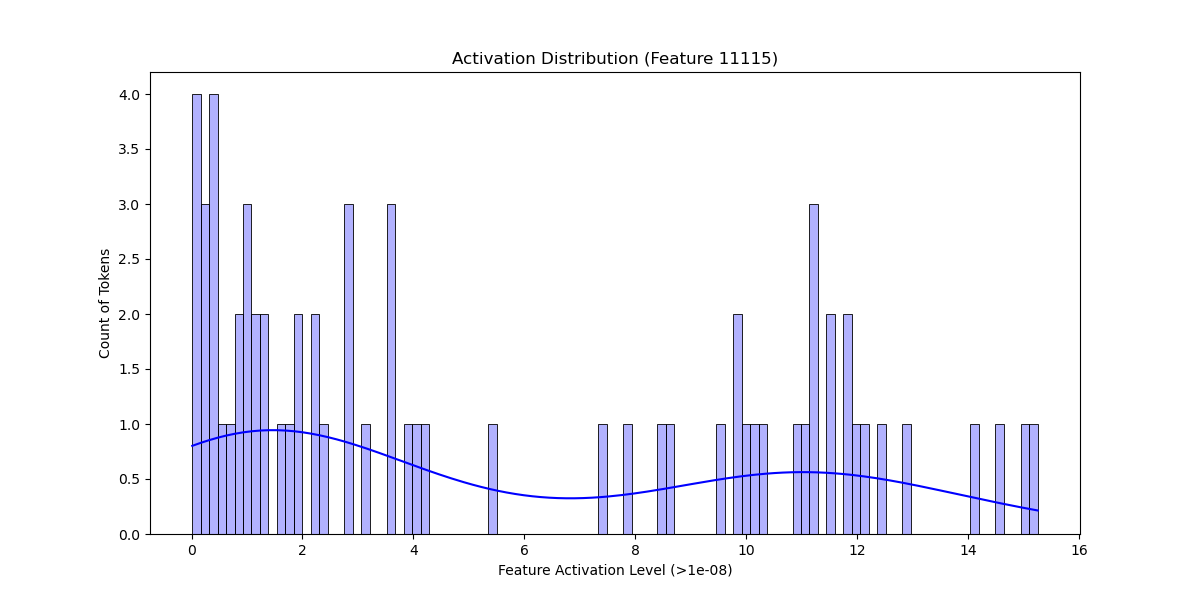 Activation Distribution (Feature 11115)
Count of Tokens
4.0
3.5
3.0
2.5
2.0
1.5
1.0
0.5
0.0
0 2 4 6 8 10 12 14 16
Feature Activation Level (>1e-08)